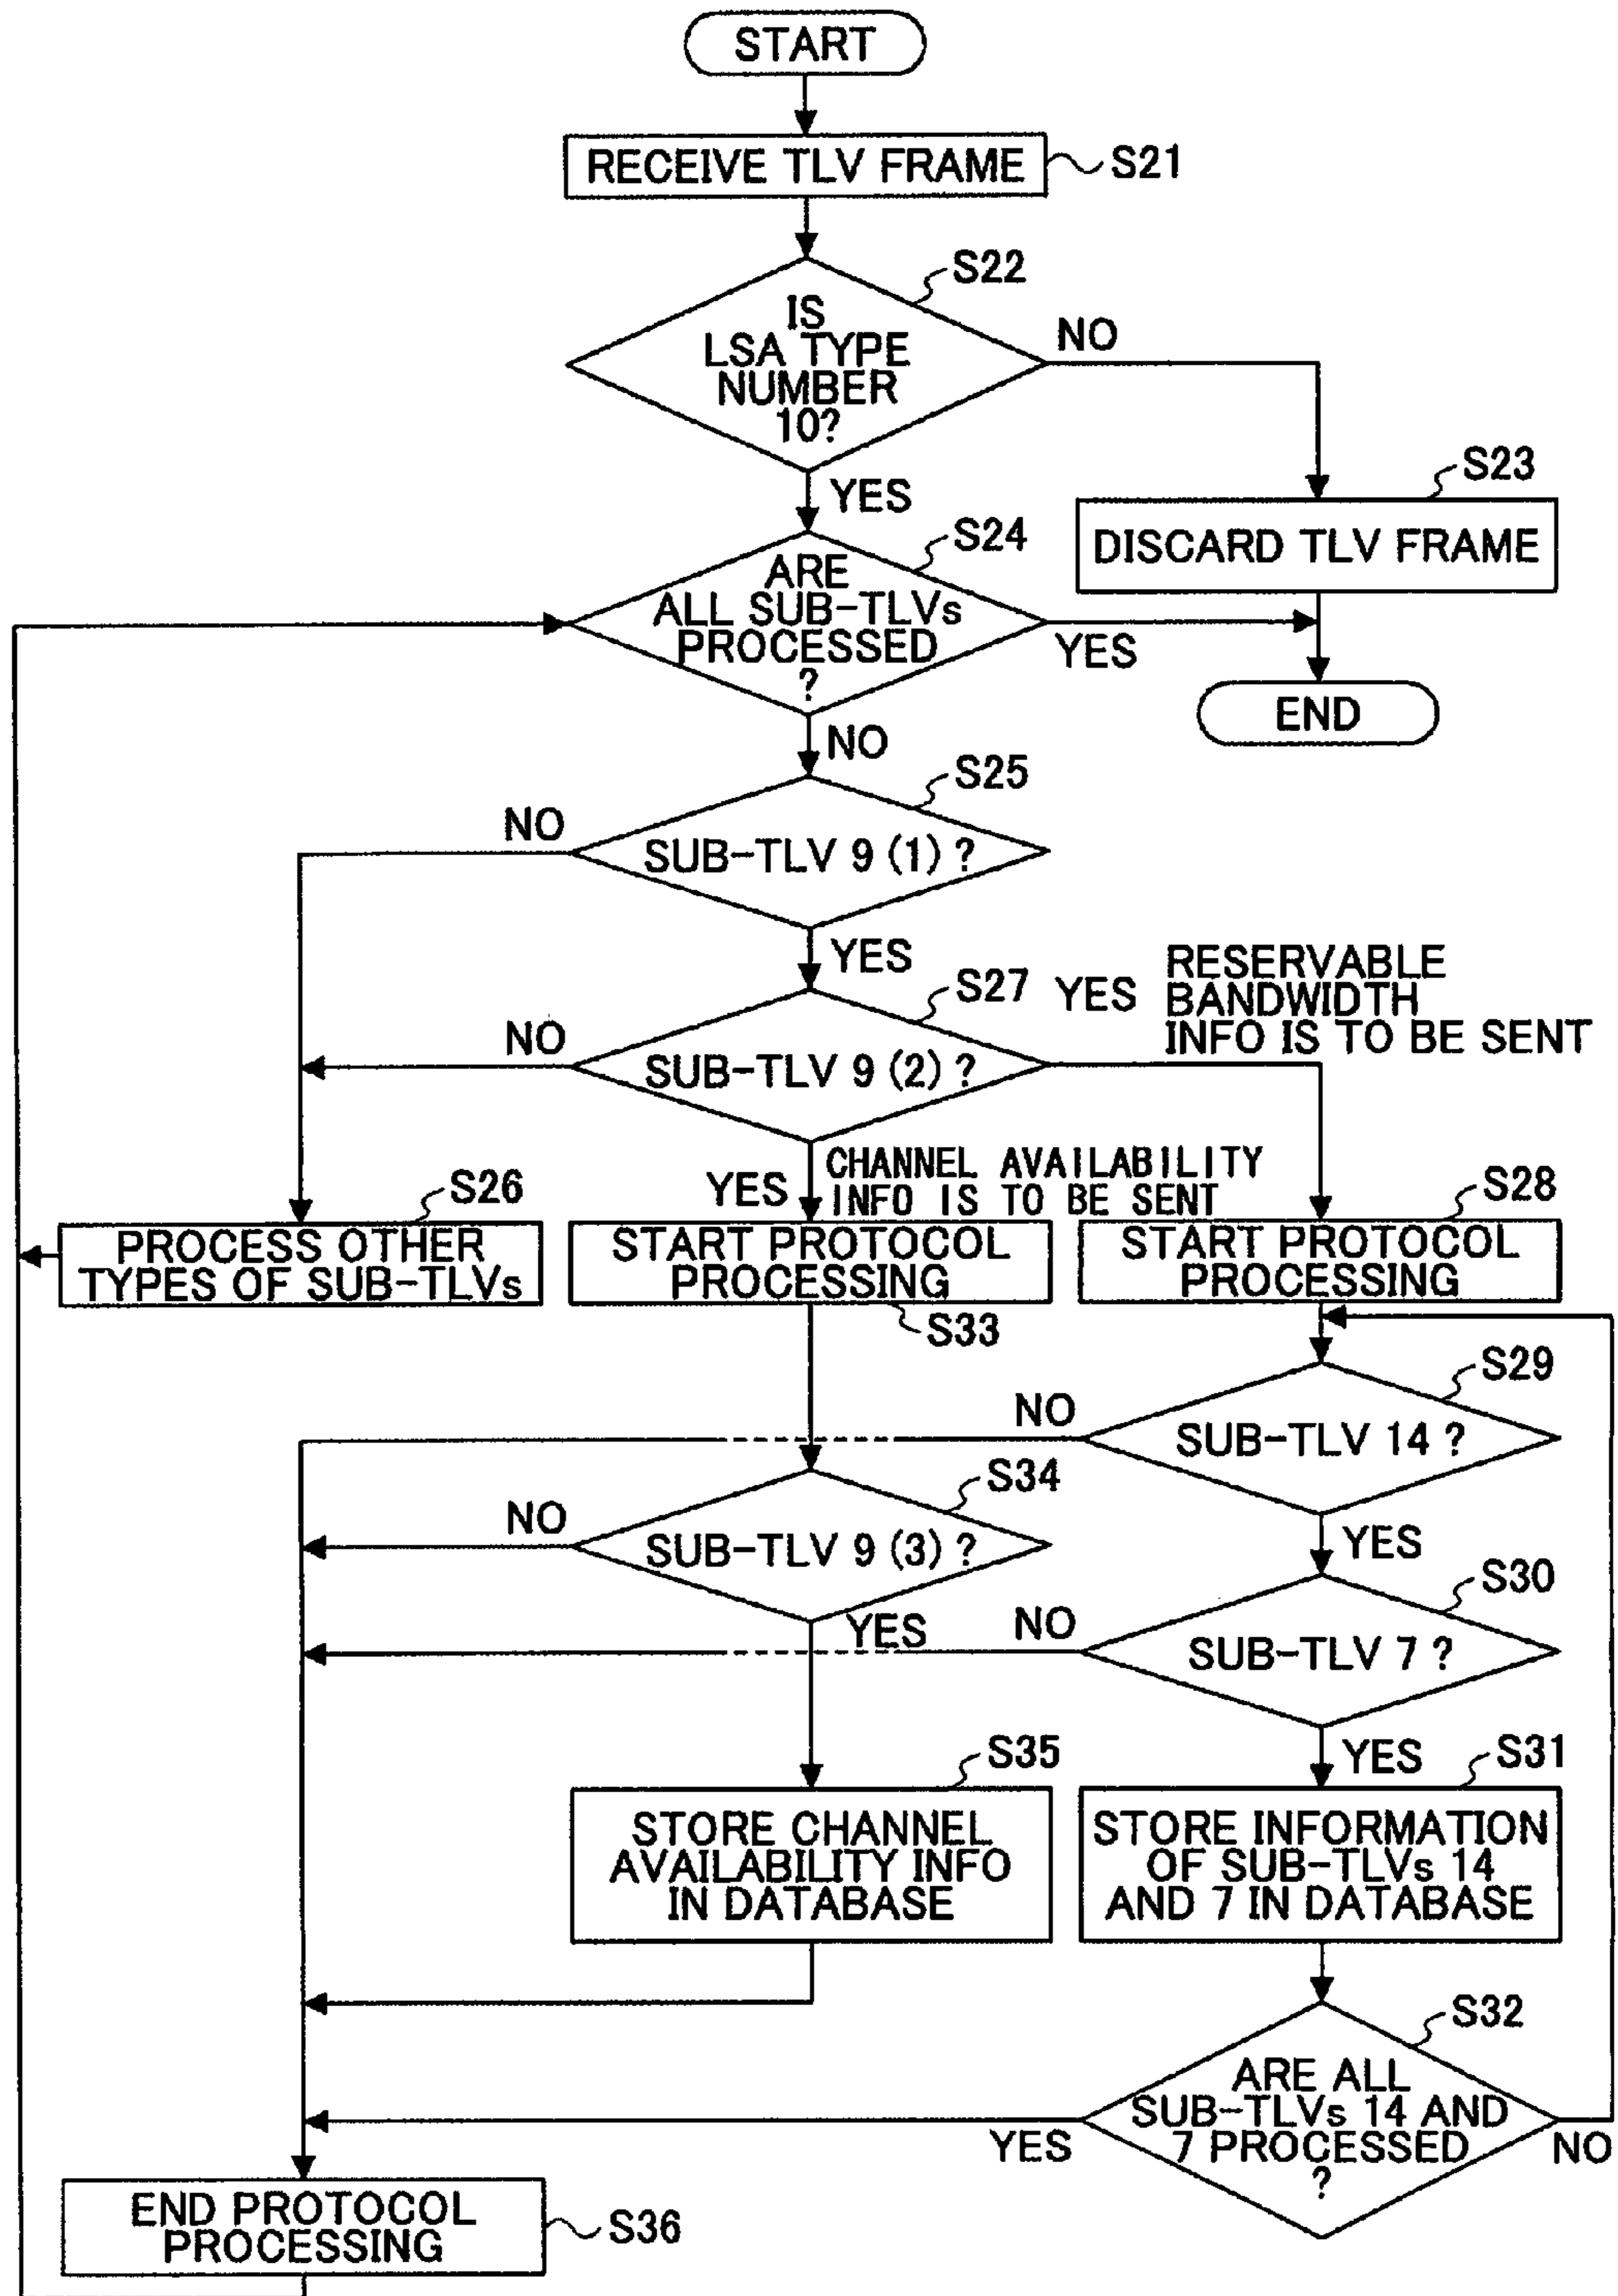 START
RECEIVE TLV FRAME
S21
S22
IS
LSA TYPE
NUMBER
10?
NO
YES
S23
DISCARD TLV FRAME
S24
ARE
ALL SUB-TLVs
PROCESSED
?
YES
END
NO
S25
NO
SUB-TLV 9 (1) ?
YES
S27
YES
RESERVABLE
BANDWIDTH
INFO IS TO BE SENT
NO
SUB-TLV 9 (2) ?
YES
CHANNEL AVAILABILITY
INFO IS TO BE SENT
S26
S28
PROCESS OTHER
TYPES OF SUB-TLVs
START PROTOCOL
PROCESSING
S33
START PROTOCOL
PROCESSING
S29
NO
SUB-TLV 14 ?
S34
NO
SUB-TLV 9 (3) ?
YES
S30
YES
NO
SUB-TLV 7 ?
S35
YES
S31
STORE CHANNEL
AVAILABILITY INFO
IN DATABASE
STORE INFORMATION
OF SUB-TLVs 14
AND 7 IN DATABASE
S32
ARE ALL
SUB-TLVs 14 AND
7 PROCESSED
?
YES
NO
END PROTOCOL
PROCESSING
S36